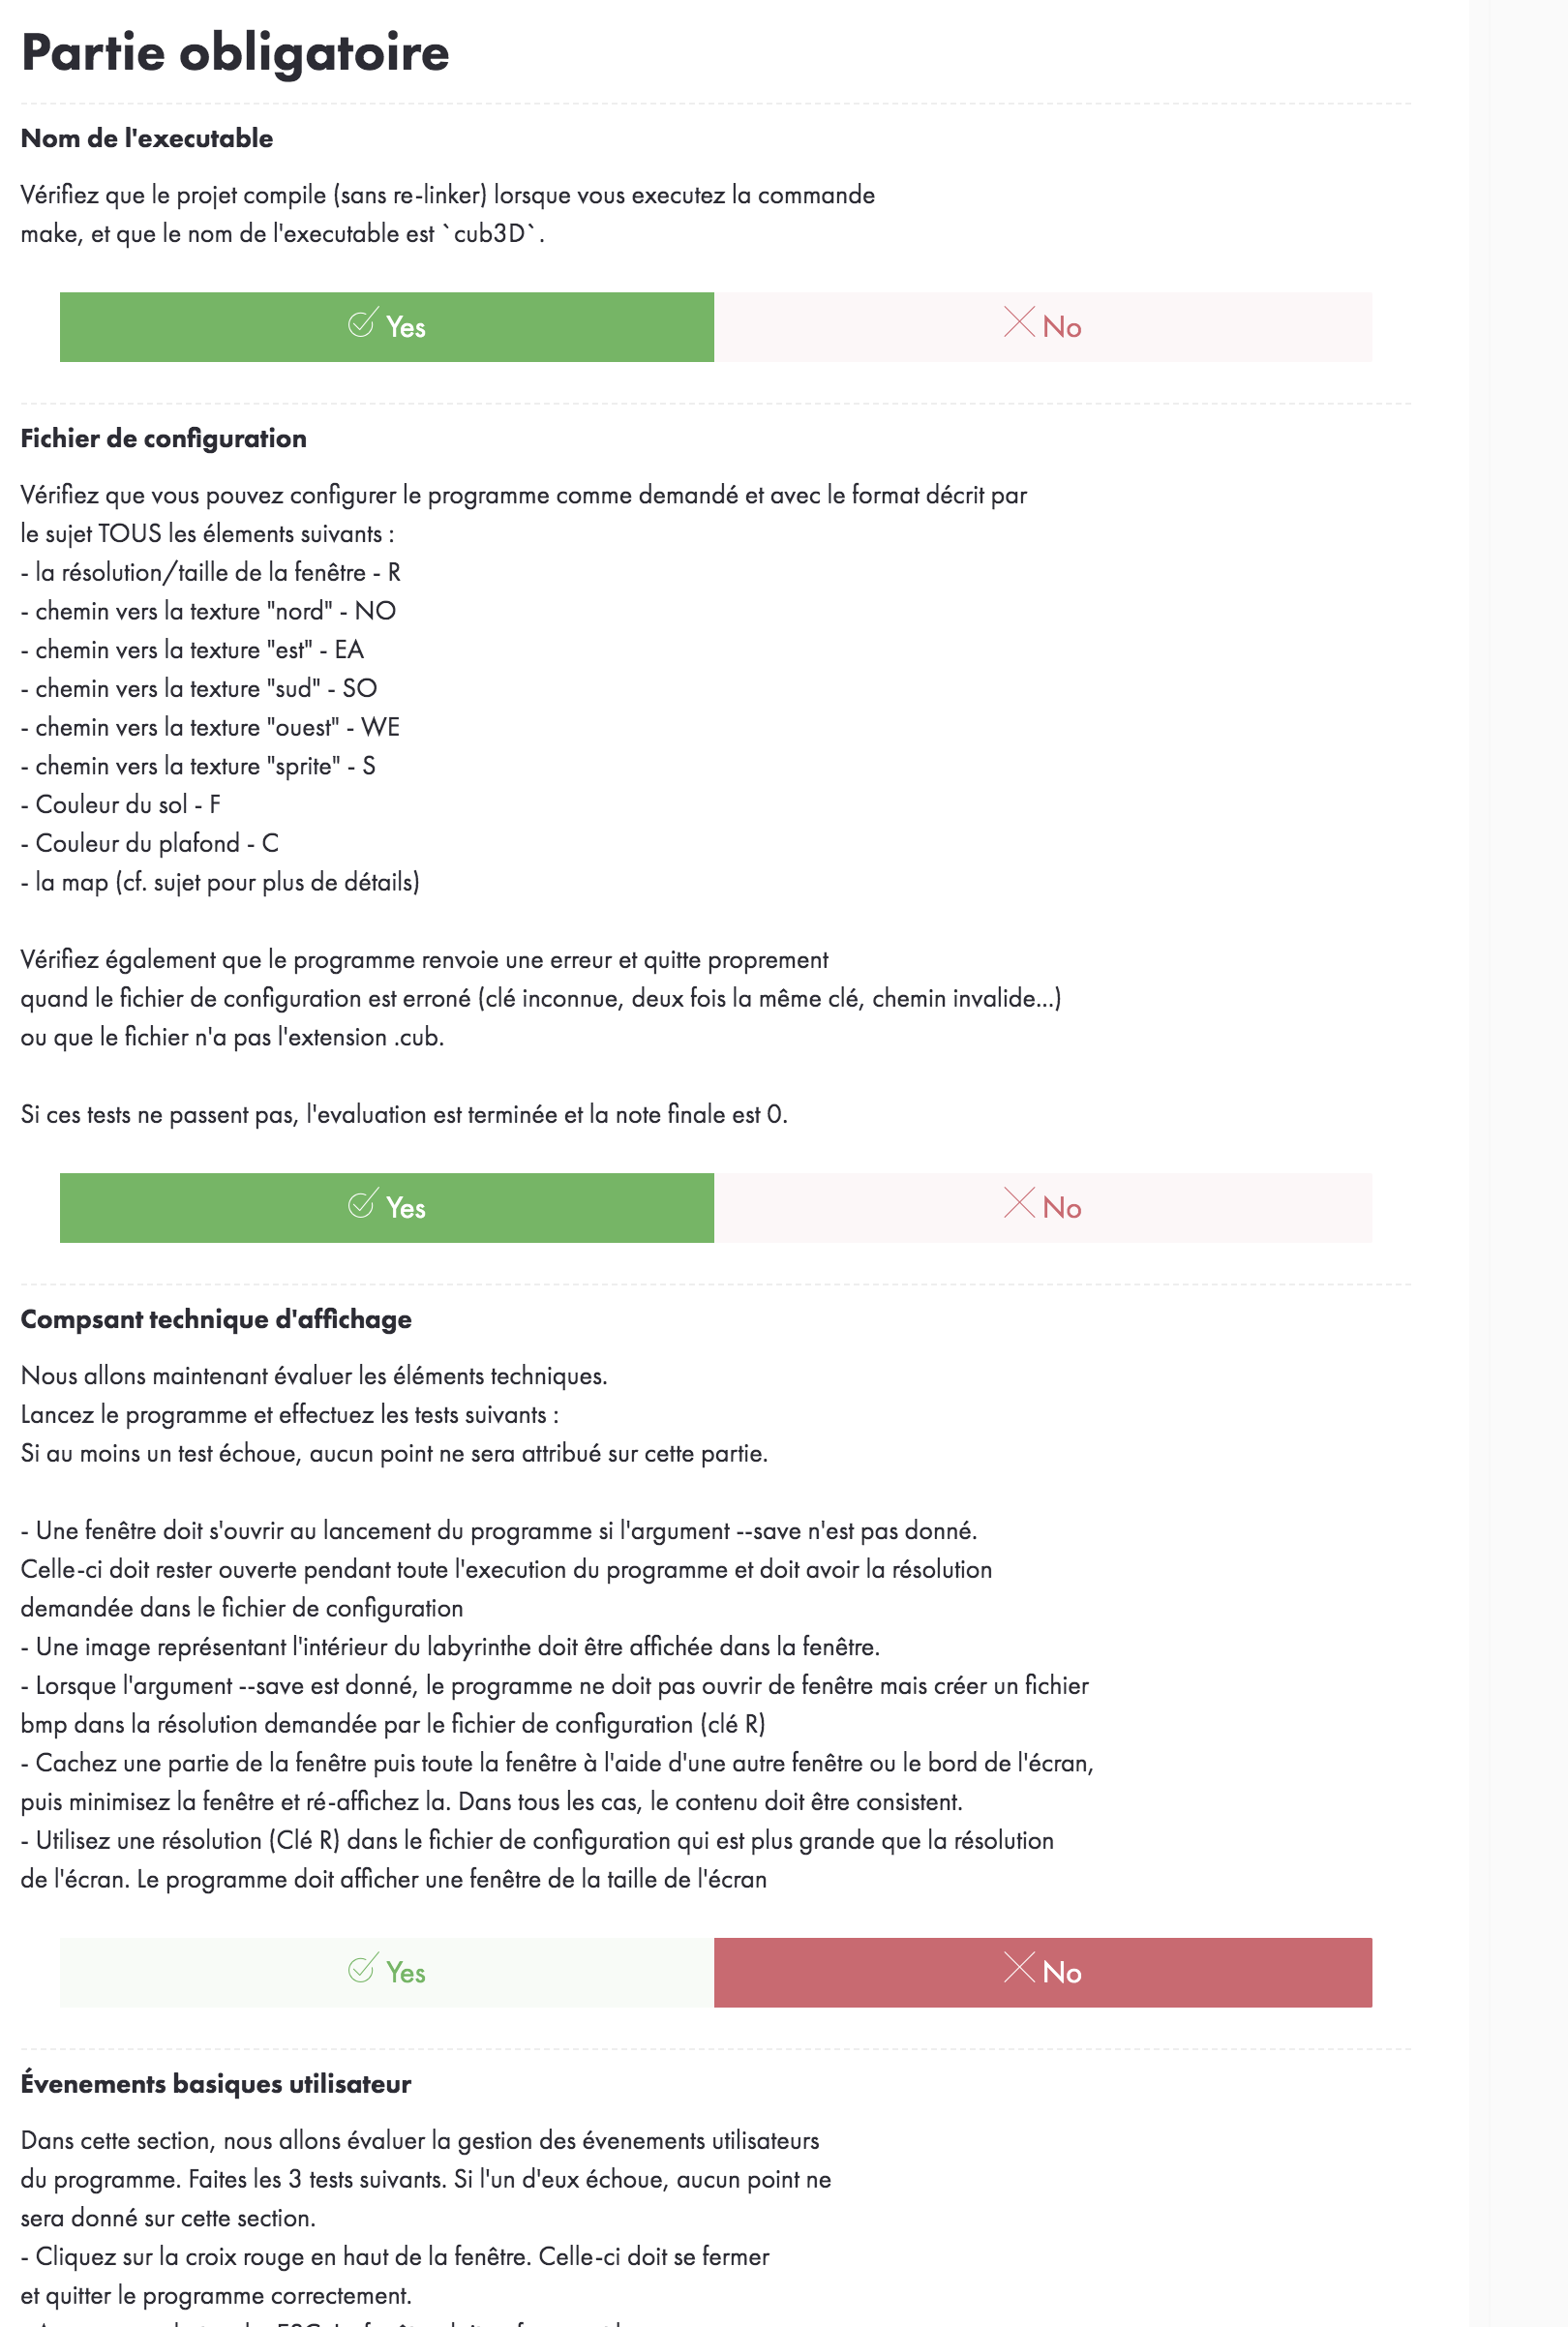 Partie obligatoire
Nom de l'executable
Vérifiez que le projet compile (sans re-linker) lorsque vous executez la commande
make, et que le nom de l'executable est `cub3D`.
Yes
No
Fichier de configuration
Vérifiez que vous pouvez configurer le programme comme demandé et avec le format décrit par
le sujet TOUS les élements suivants :
- la résolution/taille de la fenêtre - R
- chemin vers la texture "nord" - NO
- chemin vers la texture "est" - EA
- chemin vers la texture "sud" - SO
- chemin vers la texture "ouest" - WE
- chemin vers la texture "sprite" - S
- Couleur du sol - F
- Couleur du plafond - C
- la map (cf. sujet pour plus de détails)
Vérifiez également que le programme renvoie une erreur et quitte proprement
quand le fichier de configuration est erroné (clé inconnue, deux fois la même clé, chemin invalide...)
ou que le fichier n'a pas l'extension .cub.
Si ces tests ne passent pas, l'evaluation est terminée et la note finale est 0.
Yes
No
Compsant technique d'affichage
Nous allons maintenant évaluer les éléments techniques.
Lancez le programme et effectuez les tests suivants :
Si au moins un test échoue, aucun point ne sera attribué sur cette partie.
- Une fenêtre doit s'ouvrir au lancement du programme si l'argument --save n'est pas donné.
Celle-ci doit rester ouverte pendant toute l'execution du programme et doit avoir la résolution
demandée dans le fichier de configuration
- Une image représentant l'intérieur du labyrinthe doit être affichée dans la fenêtre.
- Lorsque l'argument --save est donné, le programme ne doit pas ouvrir de fenêtre mais créer un fichier
bmp dans la résolution demandée par le fichier de configuration (clé R)
- Cachez une partie de la fenêtre puis toute la fenêtre à l'aide d'une autre fenêtre ou le bord de l'écran,
puis minimisez la fenêtre et ré-affichez la. Dans tous les cas, le contenu doit être consistent.
- Utilisez une résolution (Clé R) dans le fichier de configuration qui est plus grande que la résolution
de l'écran. Le programme doit afficher une fenêtre de la taille de l'écran
Yes
No
Évenements basiques utilisateur
Dans cette section, nous allons évaluer la gestion des évenements utilisateurs
du programme. Faites les 3 tests suivants. Si l'un d'eux échoue, aucun point ne
sera donné sur cette section.
- Cliquez sur la croix rouge en haut de la fenêtre. Celle-ci doit se fermer
et quitter le programme correctement.